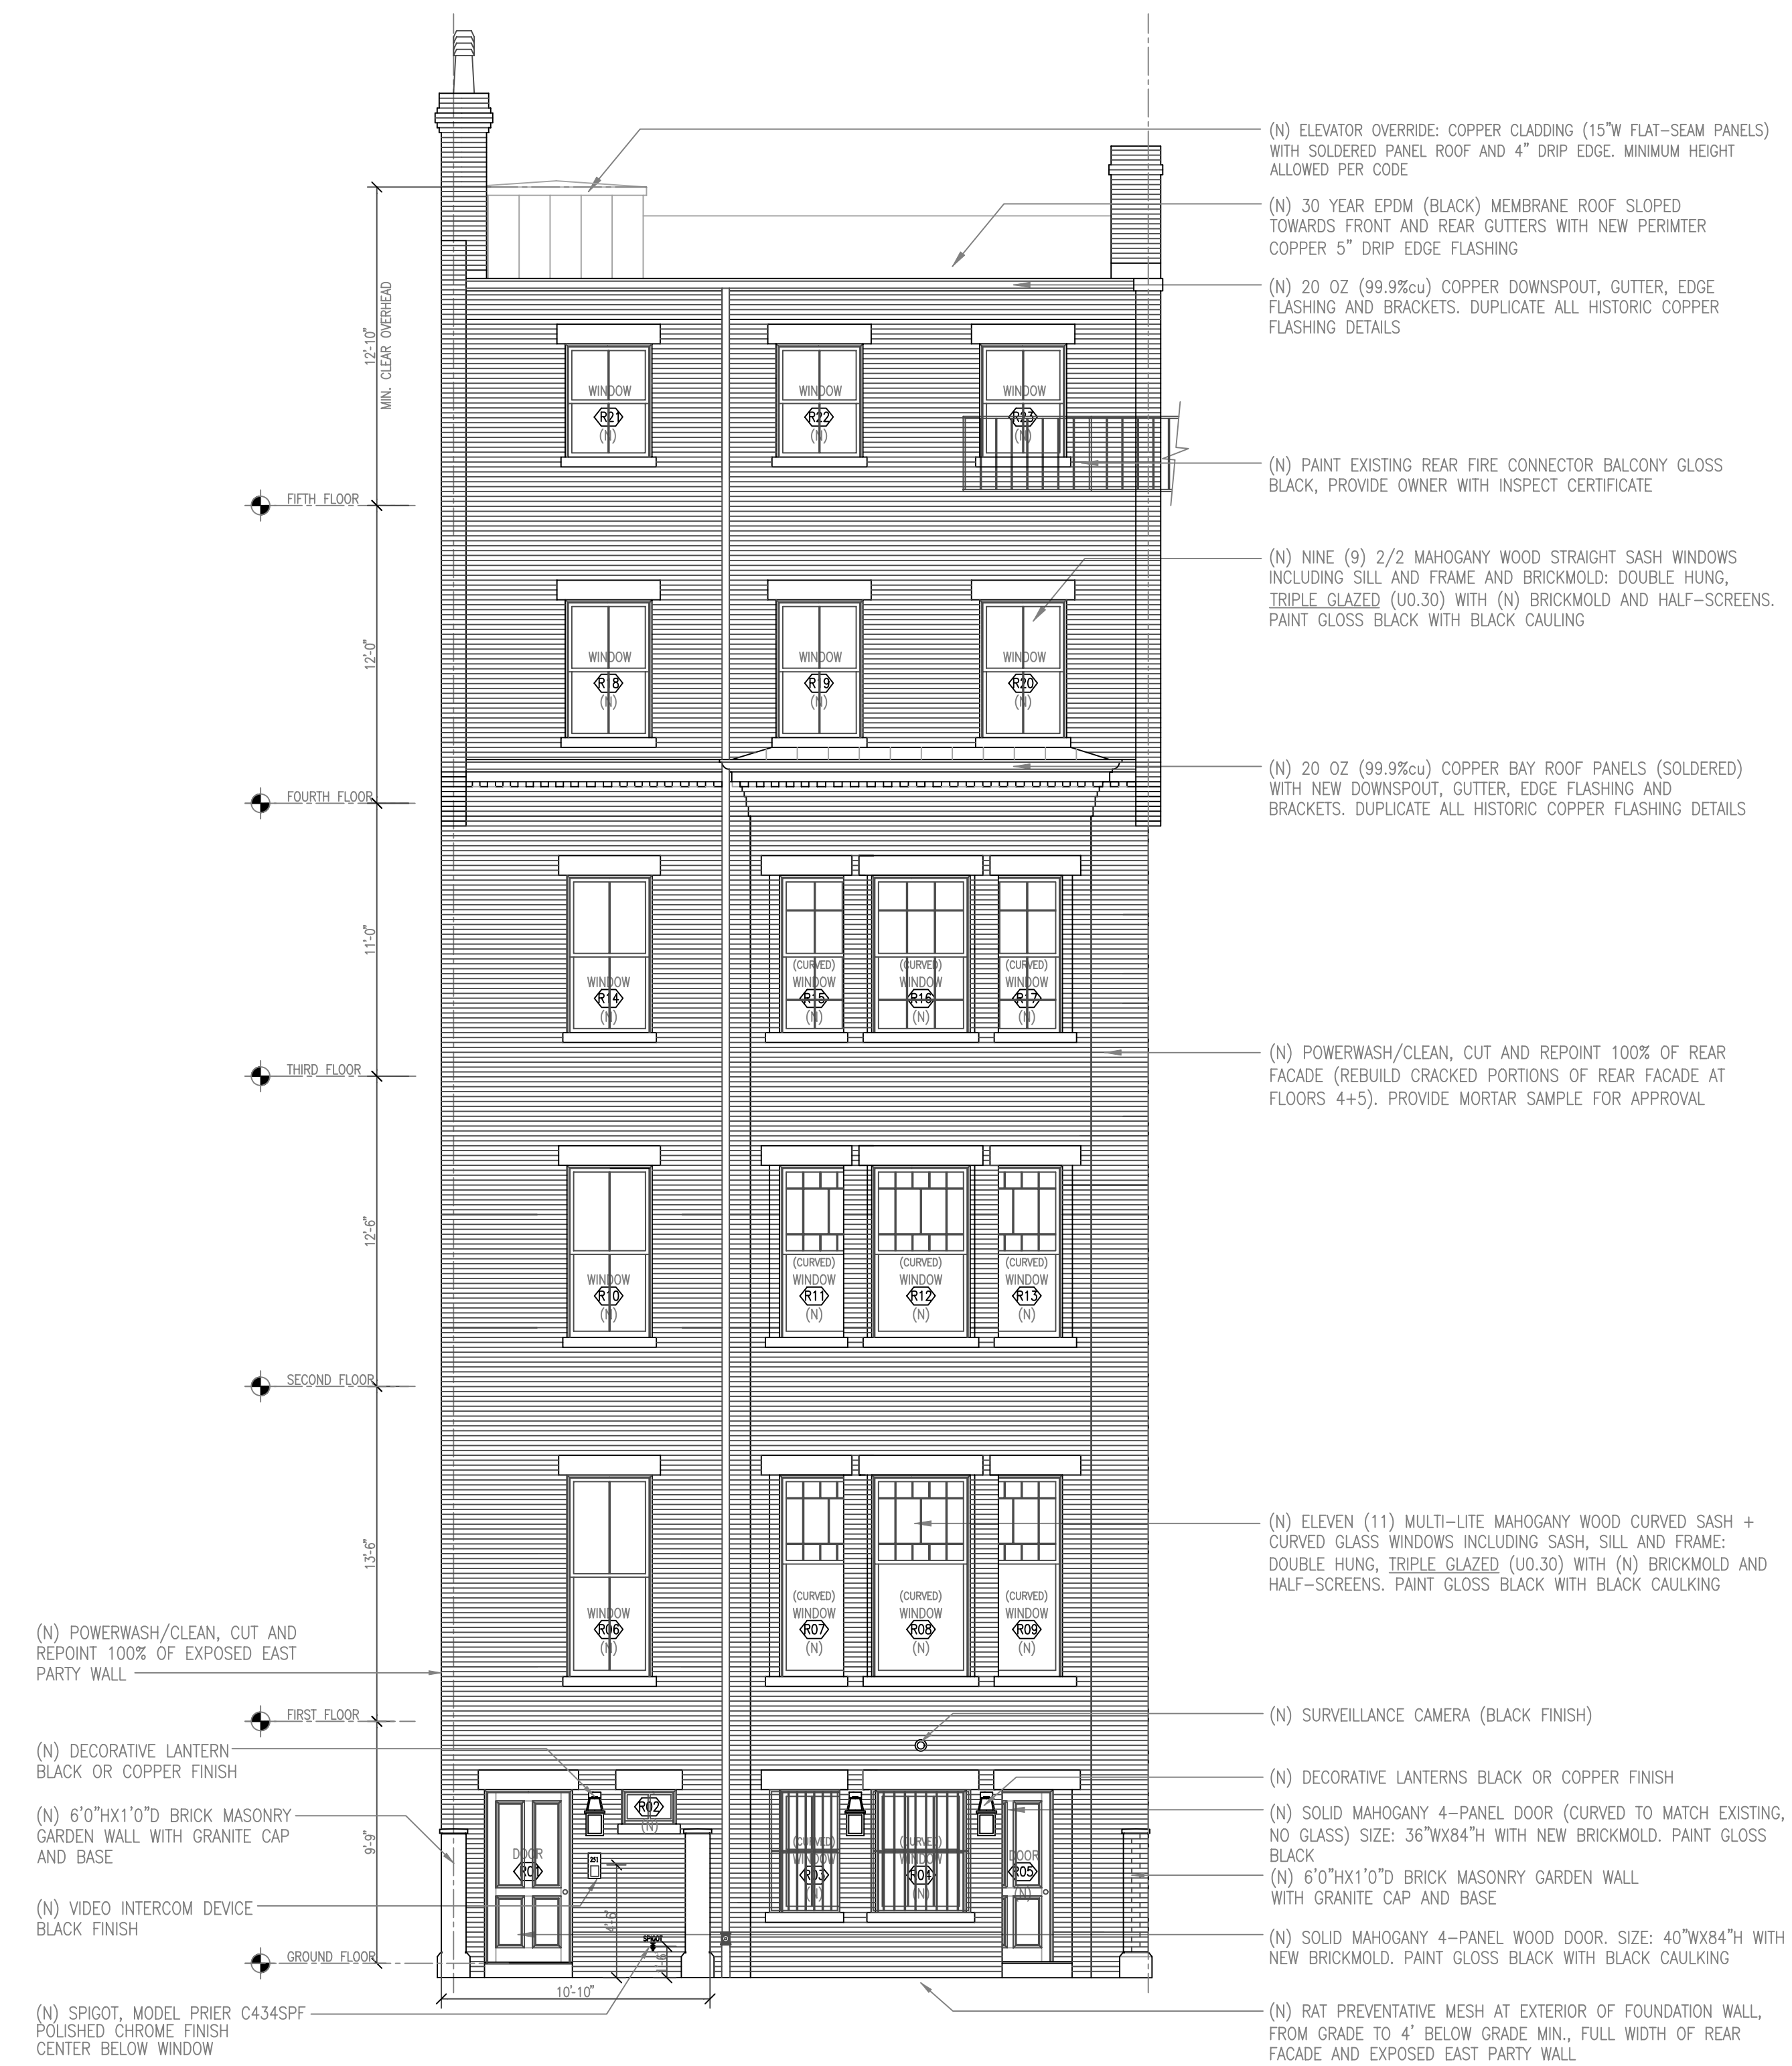 (N) ELEVATOR OVERRIDE: COPPER CLADDING (15"W FLAT-SEAM PANELS)
WITH SOLDERED PANEL ROOF AND 4" DRIP EDGE. MINIMUM HEIGHT
ALLOWED PER CODE
(N) 30 YEAR EPDM (BLACK) MEMBRANE ROOF SLOPED
TOWARDS FRONT AND REAR GUTTERS WITH NEW PERIMTER
COPPER 5" DRIP EDGE FLASHING
(N) 20 OZ (99.9%cu) COPPER DOWNSPOUT, GUTTER, EDGE
FLASHING AND BRACKETS. DUPLICATE ALL HISTORIC COPPER
FLASHING DETAILS
12'-10"
MIN. CLEAR OVERHEAD
WINDOW
R21
(N)
WINDOW
R22
(N)
WINDOW
R23
(N)
(N) PAINT EXISTING REAR FIRE CONNECTOR BALCONY GLOSS
BLACK, PROVIDE OWNER WITH INSPECT CERTIFICATE
FIFTH FLOOR
(N) NINE (9) 2/2 MAHOGANY WOOD STRAIGHT SASH WINDOWS
INCLUDING SILL AND FRAME AND BRICKMOLD: DOUBLE HUNG,
TRIPLE GLAZED (U0.30) WITH (N) BRICKMOLD AND HALF-SCREENS.
PAINT GLOSS BLACK WITH BLACK CAULING
12'-0"
WINDOW
R18
(N)
WINDOW
R19
(N)
WINDOW
R20
(N)
(N) 20 OZ (99.9%cu) COPPER BAY ROOF PANELS (SOLDERED)
WITH NEW DOWNSPOUT, GUTTER, EDGE FLASHING AND
BRACKETS. DUPLICATE ALL HISTORIC COPPER FLASHING DETAILS
FOURTH FLOOR
11'-0"
WINDOW
R14
(N)
(CURVED)
WINDOW
R15
(N)
(CURVED)
WINDOW
R16
(N)
(CURVED)
WINDOW
R17
(N)
(N) POWERWASH/CLEAN, CUT AND REPOINT 100% OF REAR
FACADE (REBUILD CRACKED PORTIONS OF REAR FACADE AT
FLOORS 4+5). PROVIDE MORTAR SAMPLE FOR APPROVAL
THIRD FLOOR
12'-6"
WINDOW
R10
(N)
(CURVED)
WINDOW
R11
(N)
(CURVED)
WINDOW
R12
(N)
(CURVED)
WINDOW
R13
(N)
SECOND FLOOR
13'-6"
(N) ELEVEN (11) MULTI-LITE MAHOGANY WOOD CURVED SASH +
CURVED GLASS WINDOWS INCLUDING SASH, SILL AND FRAME:
DOUBLE HUNG, TRIPLE GLAZED (U0.30) WITH (N) BRICKMOLD AND
HALF-SCREENS. PAINT GLOSS BLACK WITH BLACK CAULKING
WINDOW
R06
(N)
(CURVED)
WINDOW
R07
(N)
(CURVED)
WINDOW
R08
(N)
(CURVED)
WINDOW
R09
(N)
(N) POWERWASH/CLEAN, CUT AND
REPOINT 100% OF EXPOSED EAST
PARTY WALL
FIRST FLOOR
(N) SURVEILLANCE CAMERA (BLACK FINISH)
(N) DECORATIVE LANTERN
BLACK OR COPPER FINISH
(N) DECORATIVE LANTERNS BLACK OR COPPER FINISH
(N) 6'0"HX1'0"D BRICK MASONRY
GARDEN WALL WITH GRANITE CAP
AND BASE
9'-9"
(N) SOLID MAHOGANY 4-PANEL DOOR (CURVED TO MATCH EXISTING,
NO GLASS) SIZE: 36"WX84"H WITH NEW BRICKMOLD. PAINT GLOSS
BLACK
(N) 6'0"HX1'0"D BRICK MASONRY GARDEN WALL
WITH GRANITE CAP AND BASE
DOOR
R01
R02
(N)
251
(CURVED)
WINDOW
R03
(N)
(CURVED)
WINDOW
R04
(N)
DOOR
R05
(N)
(N) VIDEO INTERCOM DEVICE
BLACK FINISH
4'-6"
SPIGOT
1'-6"
(N) SOLID MAHOGANY 4-PANEL WOOD DOOR. SIZE: 40"WX84"H WITH
NEW BRICKMOLD. PAINT GLOSS BLACK WITH BLACK CAULKING
GROUND FLOOR
10'-10"
(N) SPIGOT, MODEL PRIER C434SPF
POLISHED CHROME FINISH
CENTER BELOW WINDOW
(N) RAT PREVENTATIVE MESH AT EXTERIOR OF FOUNDATION WALL,
FROM GRADE TO 4' BELOW GRADE MIN., FULL WIDTH OF REAR
FACADE AND EXPOSED EAST PARTY WALL